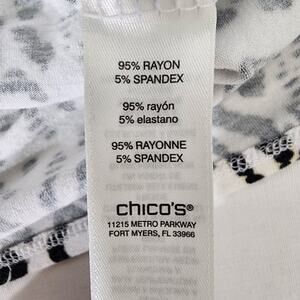 95% RAYON
5% SPANDEX
95% rayón
5% elastano
95% RAYONNE
5% SPANDEX
chico's®
11215 METRO PARKWAY
FORT MYERS, FL 33966